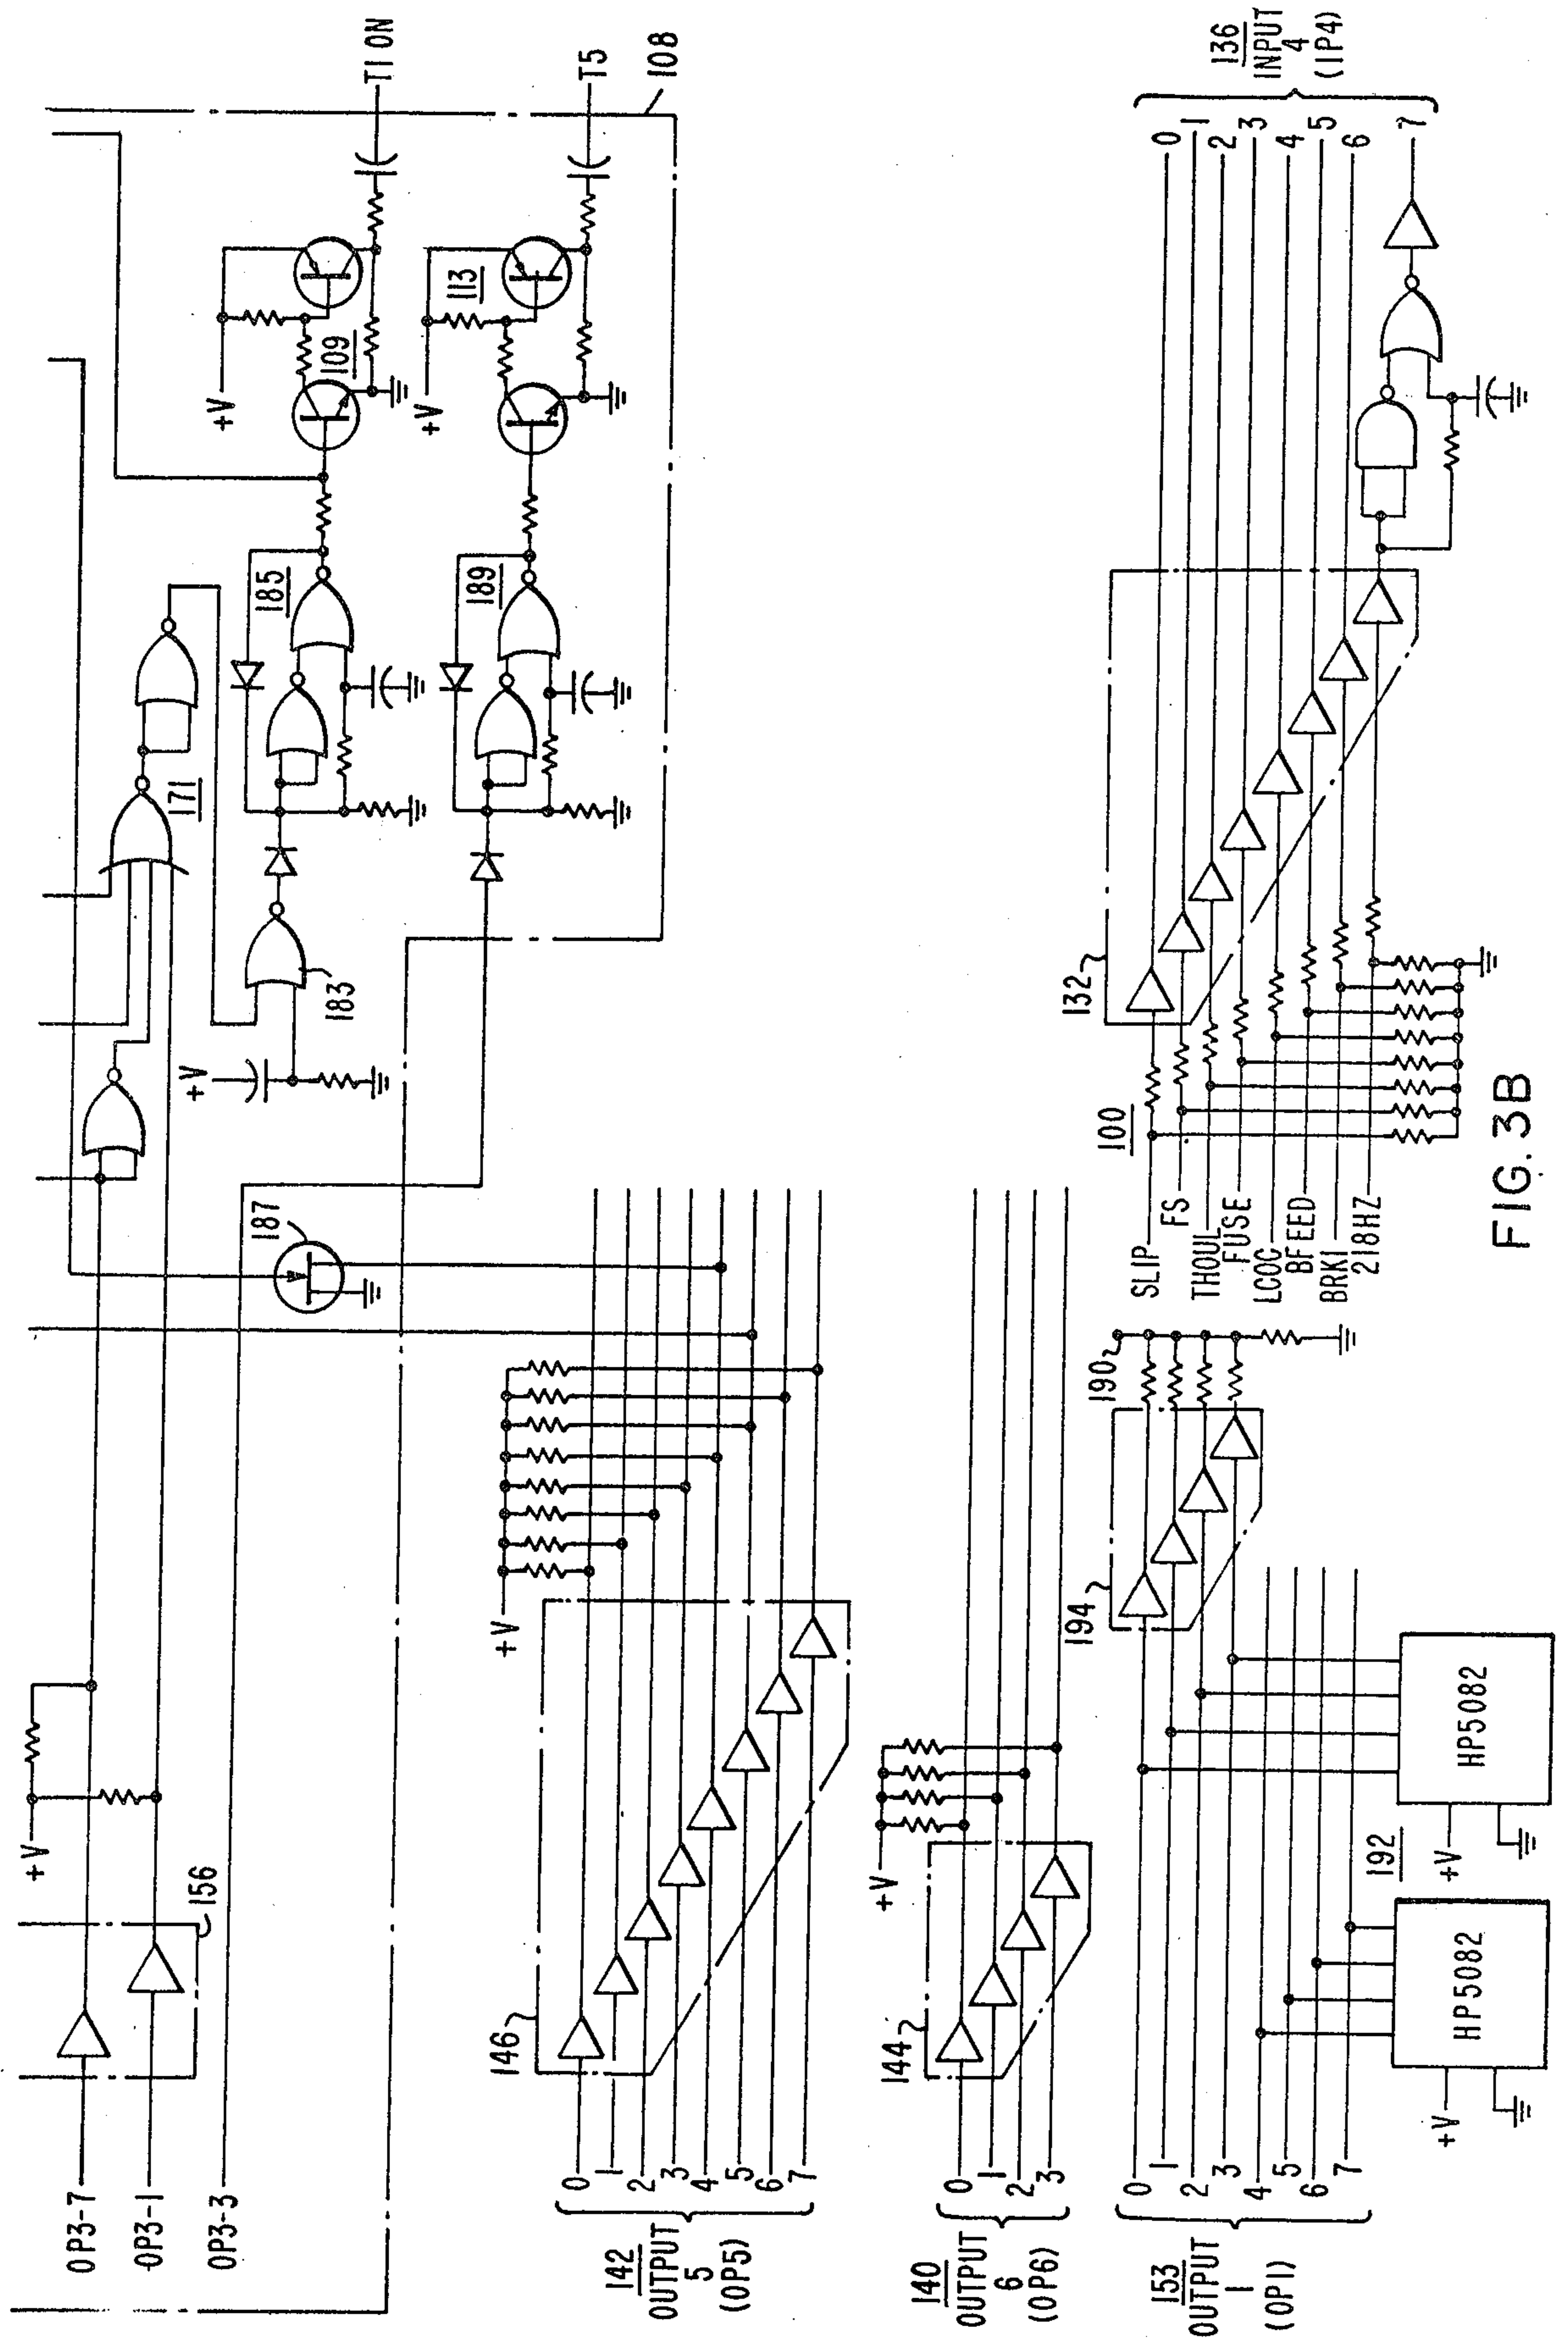 T1 ON
T5
108
+V
109
+V
113
185
189
171
183
+V
187
+V
156
OP3-7
OP3-1
OP3-3
+V
146
0
1
2
3
4
5
6
7
142
OUTPUT
5
(OP5)
+V
144
0
1
2
3
140
OUTPUT
6
(OP6)
190
194
0
1
2
3
4
5
6
7
153
OUTPUT
1
(OP1)
192
+V
HP5082
+V
HP5082
136
INPUT
4
(IP4)
0
1
2
3
4
5
6
7
132
100
SLIP
FS
THOUL
FUSE
LCOC
BFEED
BRK1
218HZ
FIG. 3B